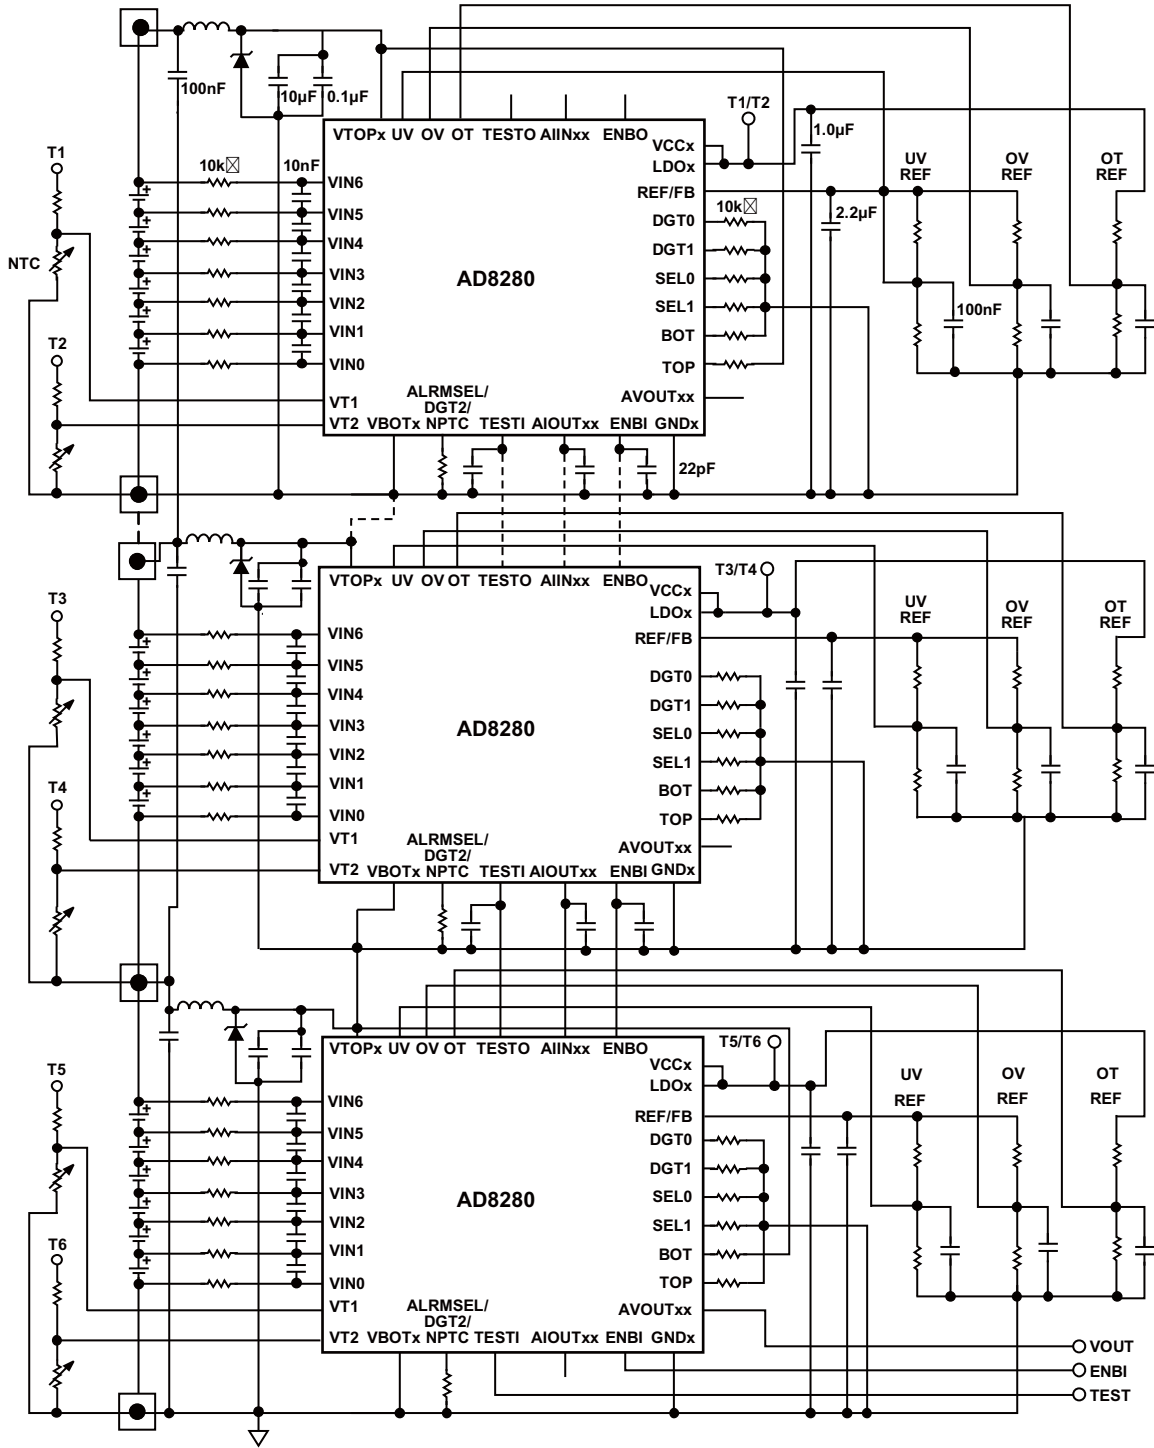 100nF
10µF 0.1µF
T1/T2
1.0µF
VTOPx UV OV OT TESTO AIINxx ENBO
VCCx
LDOx
T1
10k
10nF
VIN6
REF/FB
UV
REF
OV
REF
OT
REF
10k
2.2µF
VIN5
DGT0
VIN4
DGT1
NTC
VIN3
AD8280
SEL0
VIN2
SEL1
100nF
VIN1
BOT
T2
VIN0
TOP
ALRMSEL/
DGT2/
VT1
AVOUTxx
VT2 VBOTx NPTC TESTI AIOUTxx ENBI GNDx
22pF
T3/T4
VTOPx UV OV OT TESTO AIINxx ENBO
VCCx
LDOx
T3
UV
REF
OV
REF
OT
REF
VIN6
REF/FB
VIN5
DGT0
VIN4
DGT1
VIN3
AD8280
SEL0
VIN2
SEL1
VIN1
BOT
T4
VIN0
TOP
VT1
ALRMSEL/
DGT2/
AVOUTxx
VT2 VBOTx NPTC TESTI AIOUTxx ENBI GNDx
T5/T6
VTOPx UV OV OT TESTO AIINxx ENBO
VCCx
LDOx
T5
UV
REF
OV
REF
OT
REF
VIN6
REF/FB
VIN5
DGT0
VIN4
DGT1
VIN3
AD8280
SEL0
VIN2
SEL1
T6
VIN1
BOT
VIN0
TOP
VT1
ALRMSEL/
DGT2/
AVOUTxx
VT2 VBOTx NPTC TESTI AIOUTxx ENBI GNDx
VOUT
ENBI
TEST